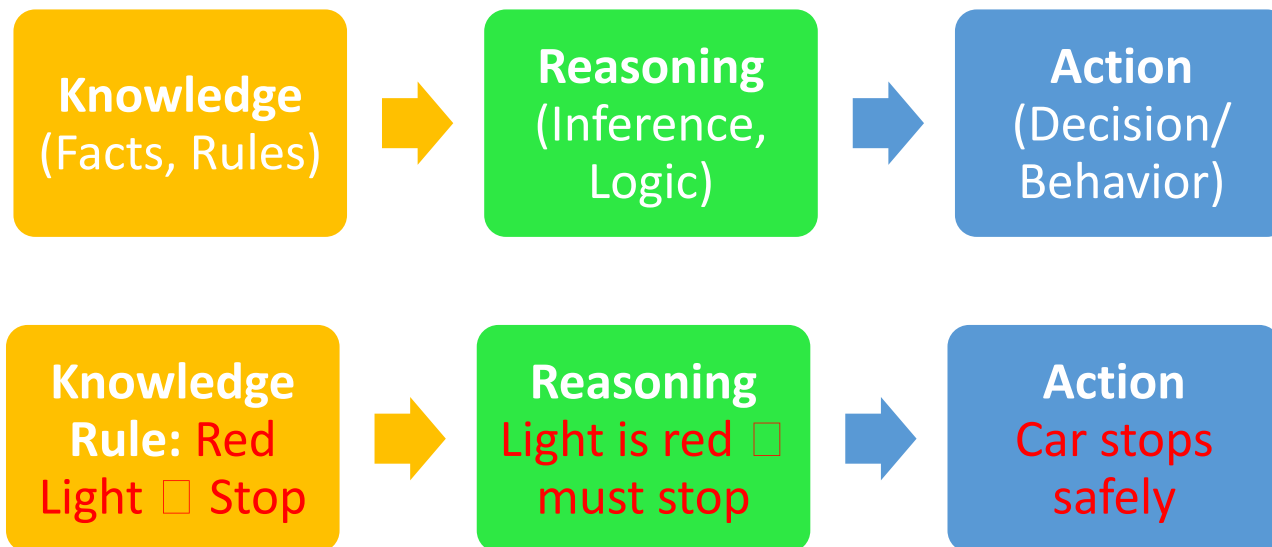 Knowledge
(Facts, Rules)
Reasoning
(Inference,
Logic)
Action
(Decision/
Behavior)
Knowledge
Rule: Red
Light □ Stop
Reasoning
Light is red □
must stop
Action
Car stops
safely